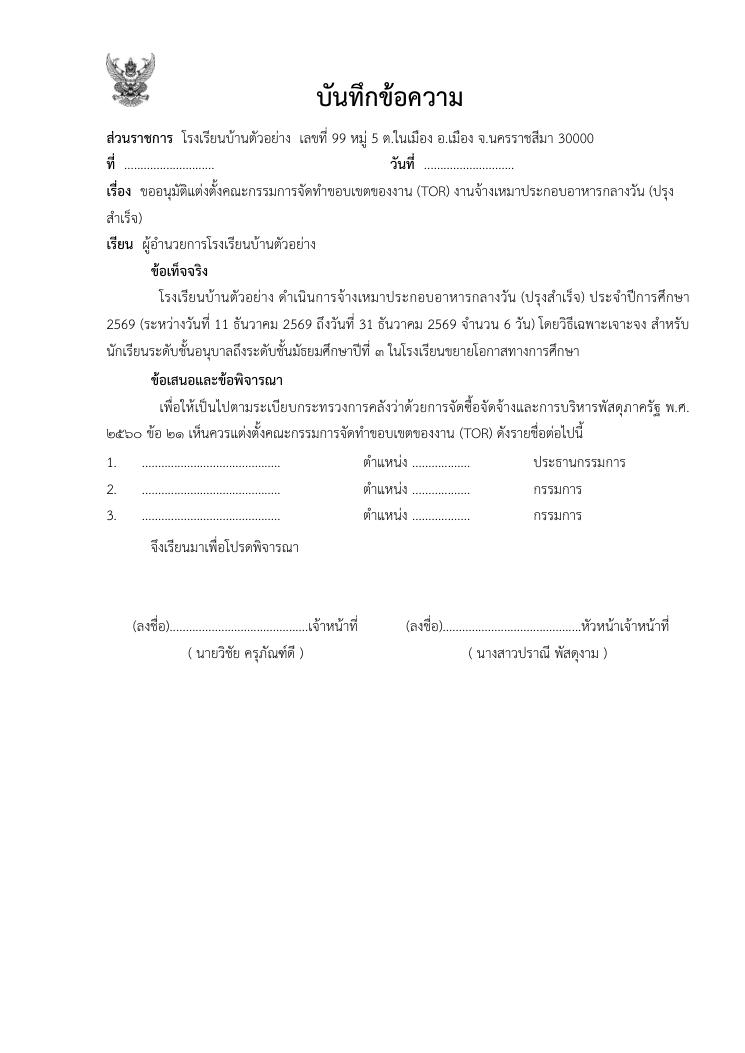 บันทึกข้อความ
ส่วนราชการ โรงเรียนบ้านตัวอย่าง เลขที่ 99 หมู่ 5 ต.ในเมือง อ.เมือง จ.นครราชสีมา 30000
ที่ ............................ วันที่ ............................
เรื่อง ขออนุมัติแต่งตั้งคณะกรรมการจัดทำขอบเขตของงาน (TOR) งานจ้างเหมาประกอบอาหารกลางวัน (ปรุง
สำเร็จ)
เรียน ผู้อำนวยการโรงเรียนบ้านตัวอย่าง
ข้อเท็จจริง
โรงเรียนบ้านตัวอย่าง ดำเนินการจ้างเหมาประกอบอาหารกลางวัน (ปรุงสำเร็จ) ประจำปีการศึกษา
2569 (ระหว่างวันที่ 11 ธันวาคม 2569 ถึงวันที่ 31 ธันวาคม 2569 จำนวน 6 วัน) โดยวิธีเฉพาะเจาะจง สำหรับ
นักเรียนระดับชั้นอนุบาลถึงระดับชั้นมัธยมศึกษาปีที่ ๓ ในโรงเรียนขยายโอกาสทางการศึกษา
ข้อเสนอและข้อพิจารณา
เพื่อให้เป็นไปตามระเบียบกระทรวงการคลังว่าด้วยการจัดซื้อจัดจ้างและการบริหารพัสดุภาครัฐ พ.ศ.
๒๕๖๐ ข้อ ๒๑ เห็นควรแต่งตั้งคณะกรรมการจัดทำขอบเขตของงาน (TOR) ดังรายชื่อต่อไปนี้
1. ........................................... ตำแหน่ง .................. ประธานกรรมการ
2. ........................................... ตำแหน่ง .................. กรรมการ
3. ........................................... ตำแหน่ง .................. กรรมการ
จึงเรียนมาเพื่อโปรดพิจารณา
(ลงชื่อ)...........................................เจ้าหน้าที่ (ลงชื่อ)...........................................หัวหน้าเจ้าหน้าที่
( นายวิชัย ครุภัณฑ์ดี ) ( นางสาวปราณี พัสดุงาม )